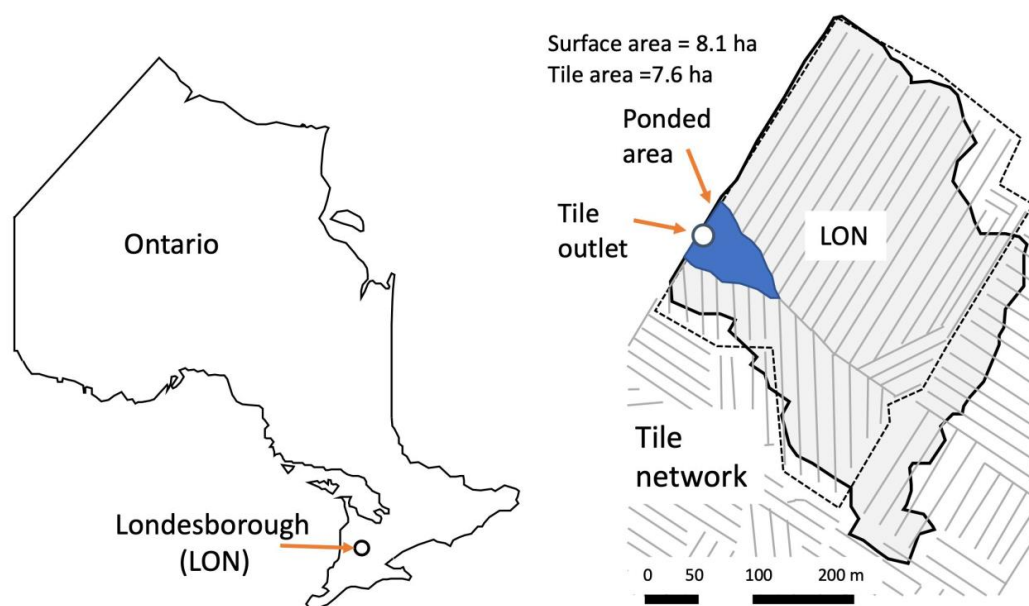 Surface area = 8.1 ha
Tile area =7.6 ha
Ponded
area
Tile
outlet
LON
Ontario
Tile
network
Londesborough
(LON)
0 50 100 200 m